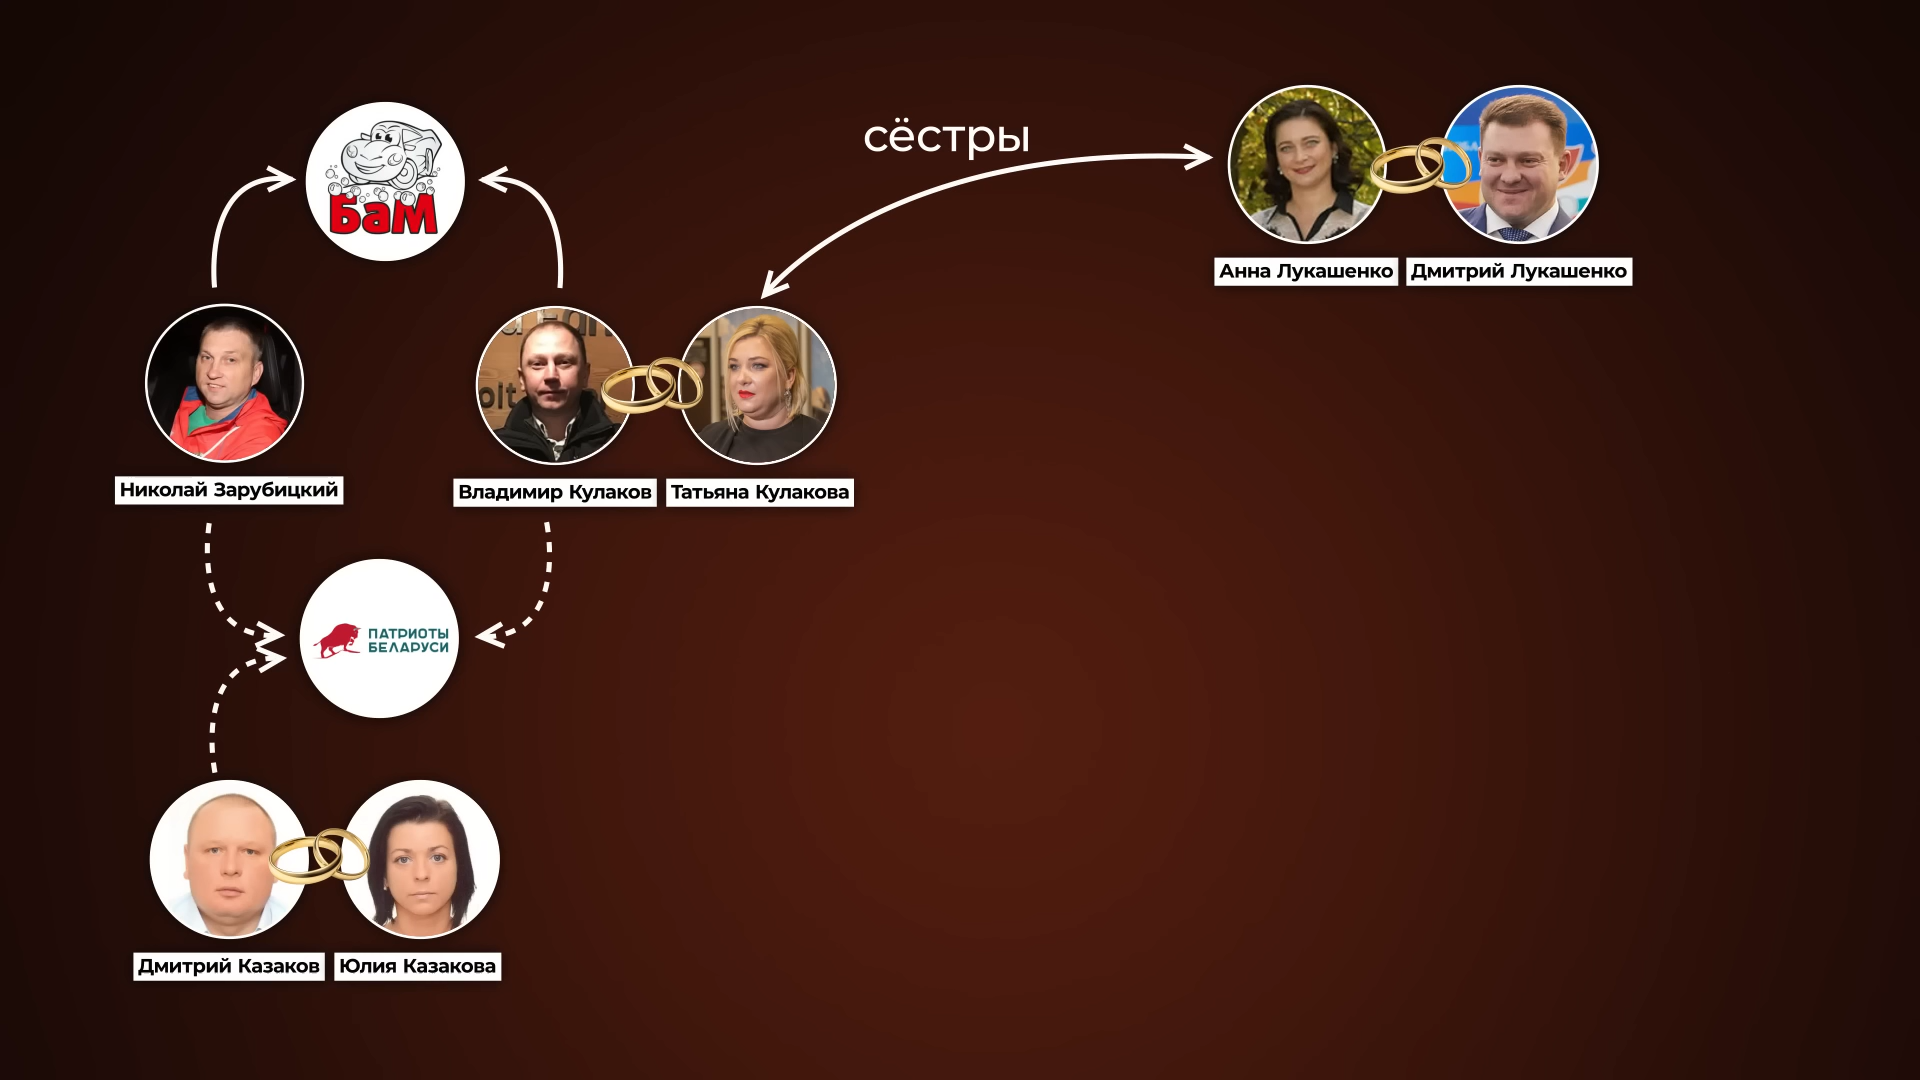 сёстры
БаМ
Анна Лукашенко
Дмитрий Лукашенко
Николай Зарубицкий
Владимир Кулаков
Татьяна Кулакова
ПАТРИОТЫ
БЕЛАРУСИ
Дмитрий Казаков
Юлия Казакова